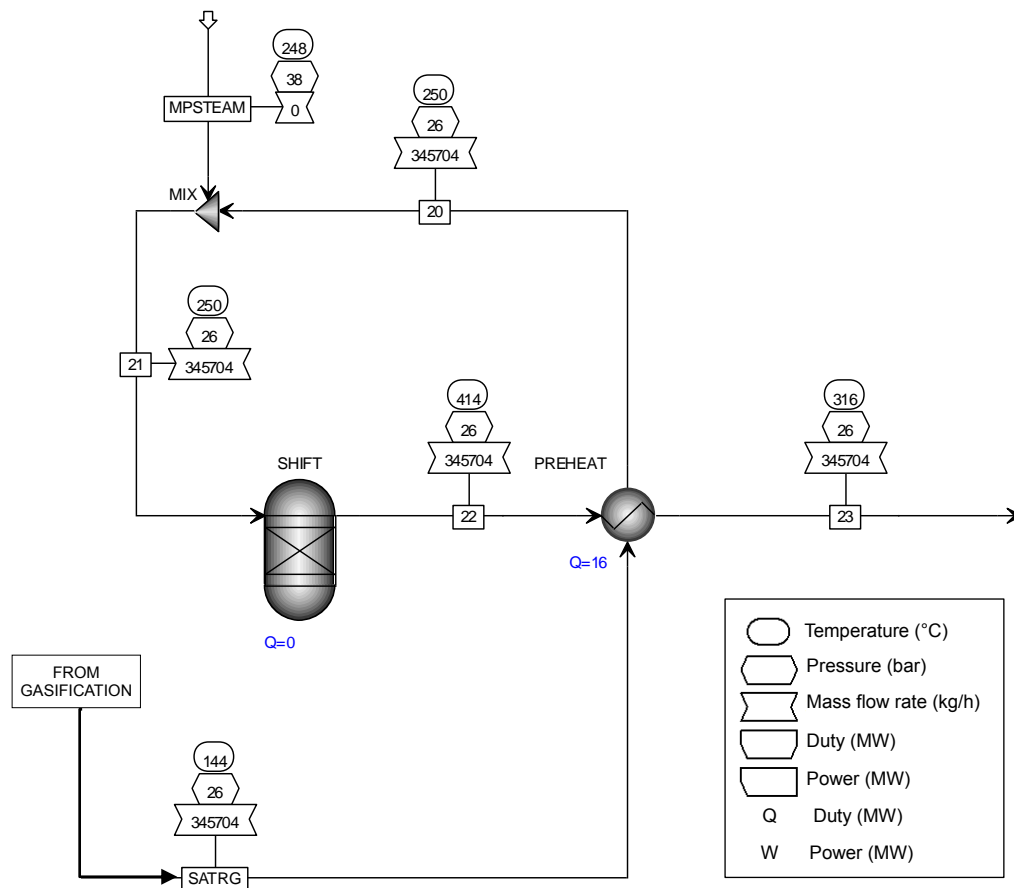 248
38
MPSTEAM
0
250
26
345704
MIX
20
250
26
21
345704
414
316
26
26
SHIFT
345704
PREHEAT
345704
22
23
Q=16
Temperature (°C)
Q=0
Pressure (bar)
FROM
GASIFICATION
Mass flow rate (kg/h)
Duty (MW)
144
Power (MW)
26
Q Duty (MW)
345704
W Power (MW)
SATRG